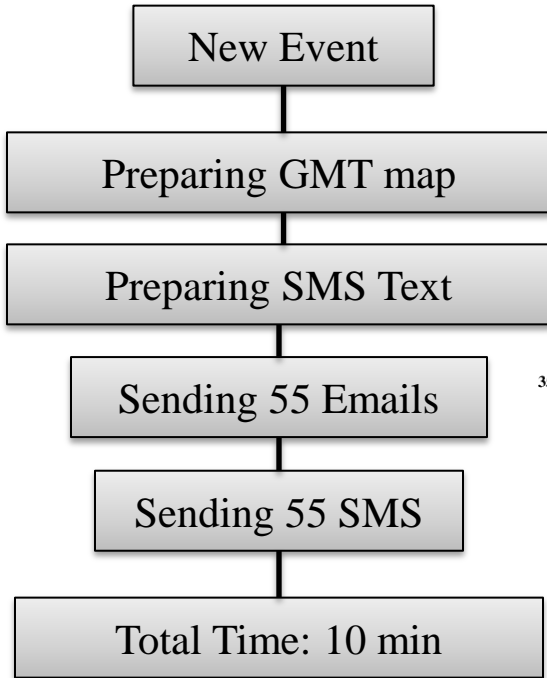 New Event
Preparing GMT map
Preparing SMS Text
Sending 55 Emails
Sending 55 SMS
Total Time: 10 min